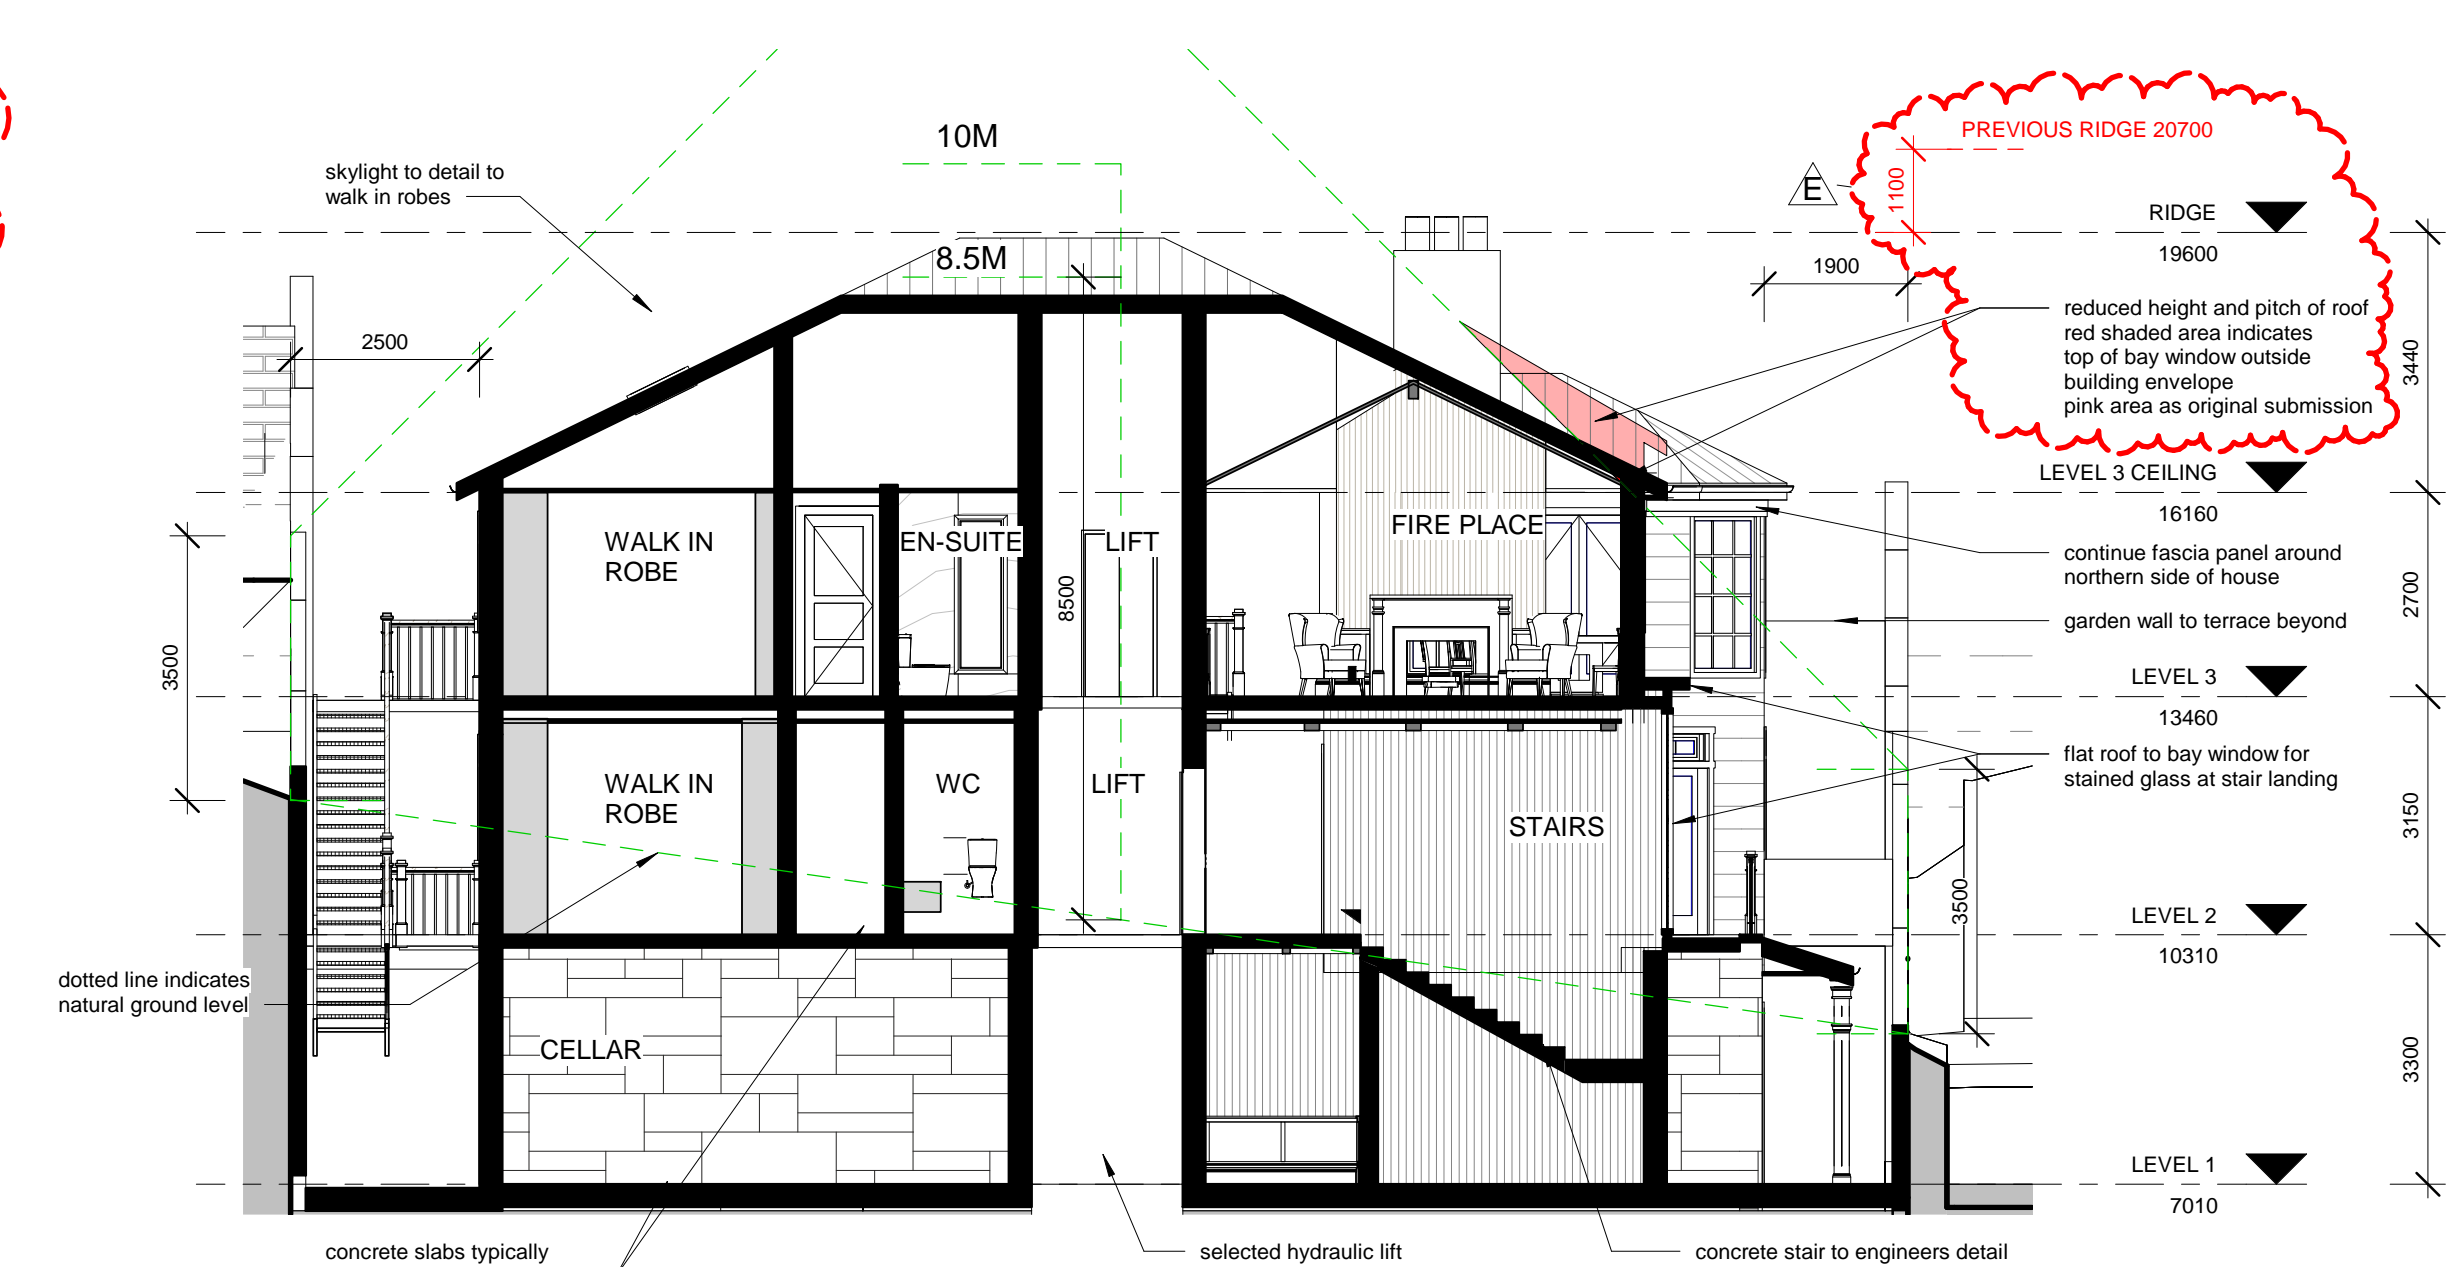 PREVIOUS RIDGE 20700
10M
skylight to detail to
walk in robes
E
1100
RIDGE
19600
8.5M
1900
reduced height and pitch of roof
red shaded area indicates
top of bay window outside
building envelope
pink area as original submission
2500
3440
LEVEL 3 CEILING
16160
WALK IN
ROBE
EN-SUITE
LIFT
FIRE PLACE
continue fascia panel around
northern side of house
8500
2700
garden wall to terrace beyond
3500
LEVEL 3
13460
flat roof to bay window for
stained glass at stair landing
WALK IN
ROBE
WC
LIFT
STAIRS
3150
3500
LEVEL 2
10310
dotted line indicates
natural ground level
CELLAR
3300
LEVEL 1
7010
concrete slabs typically
selected hydraulic lift
concrete stair to engineers detail